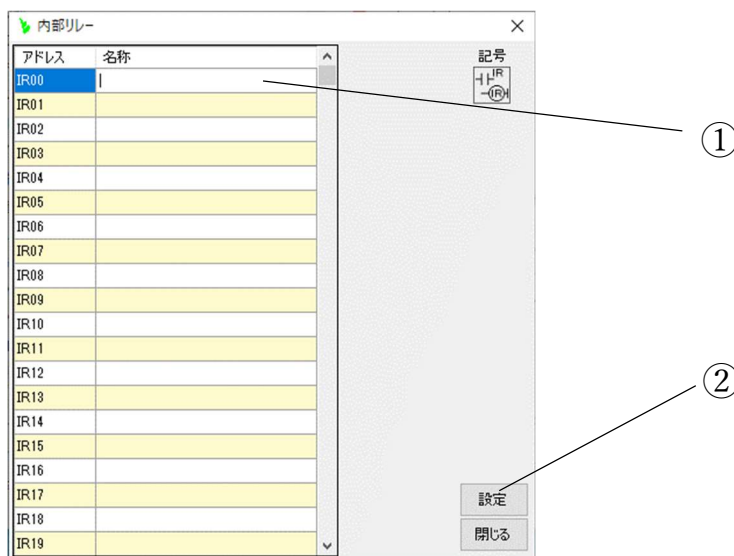 内部リレー
アドレス 名称
記号
IR00
IR
IR
IR01
①
IR02
IR03
IR04
IR05
IR06
IR07
IR08
IR09
IR10
IR11
IR12
②
IR13
IR14
IR15
IR16
IR17
設定
IR18
閉じる
IR19